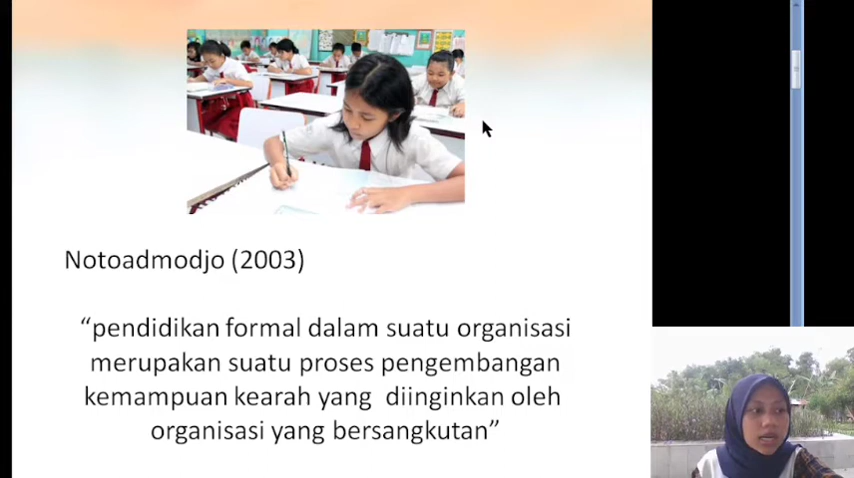 Notoadmodjo (2003)
“pendidikan formal dalam suatu organisasi
merupakan suatu proses pengembangan
kemampuan kearah yang  diinginkan oleh
organisasi yang bersangkutan”